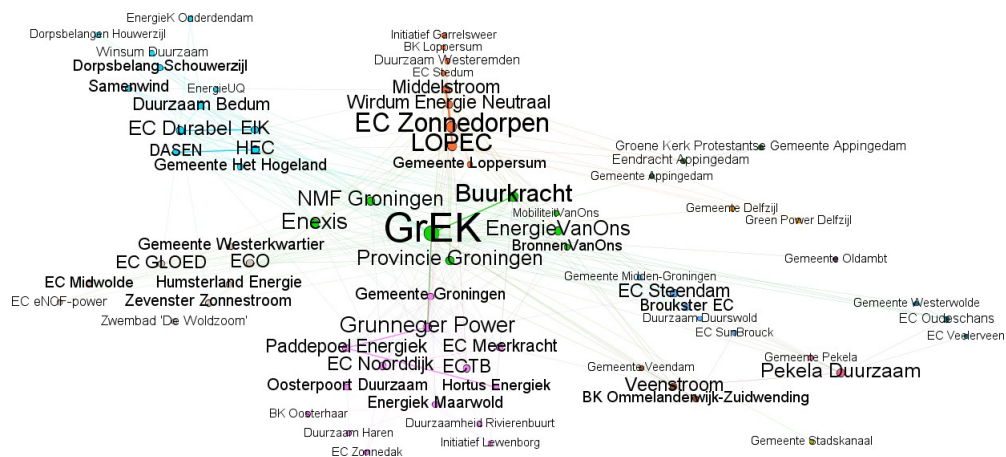 EnergieK Onderdendam
Dorpsbelangen Houwerzijl
Initiatief Garrelsweer
BK Loppersum
Winsum Duurzaam
Duurzaam Westeremden
Dorpsbelang Schouwerzijl
EC Stedum
Samenwind
EnergieUQ
Middelstroom
Duurzaam Bedum
Wirdum Energie Neutraal
EC Zonnedorpen
EC Durabel
EIK
LOPEC
DASEN
HEC
Groene Kerk Protestantse Gemeente Appingedam
Gemeente Het Hogeland
Gemeente Loppersum
Eendracht Appingedam
Gemeente Appingedam
NMF Groningen
Buurkracht
Gemeente Delfzijl
MobiliteitVanOns
Green Power Delfzijl
Enexis
GrEK
EnergieVanOns
BronnenVanOns
Gemeente Westerkwartier
Provincie Groningen
EC GLOED
EGO
Gemeente Oldambt
Gemeente Midden-Groningen
EC Midwolde
Humsterland Energie
EC Steendam
Gemeente Groningen
EC eNOF-power
Zevenster Zonnestroom
BrouKster EC
Gemeente Westerwolde
Zwembad 'De Woldzoom'
Duurzaam Duurswold
EC Oudeschans
Grunneger Power
EC SunBrouck
EC Veelerveen
Paddepoel Energiek
EC Meerkracht
Gemeente Pekela
EC Noorddijk
ECTB
Gemeente Veendam
Pekela Duurzaam
Oosterpoort Duurzaam
Hortus Energiek
Veenstroom
Energiek Maarwold
BK Ommelanderwijk-Zuidwending
BK Oosterhaar
Duurzaamheid Rivierenbuurt
Duurzaam Haren
Initiatief Lewenborg
Gemeente Stadskanaal
EC Zonnedak